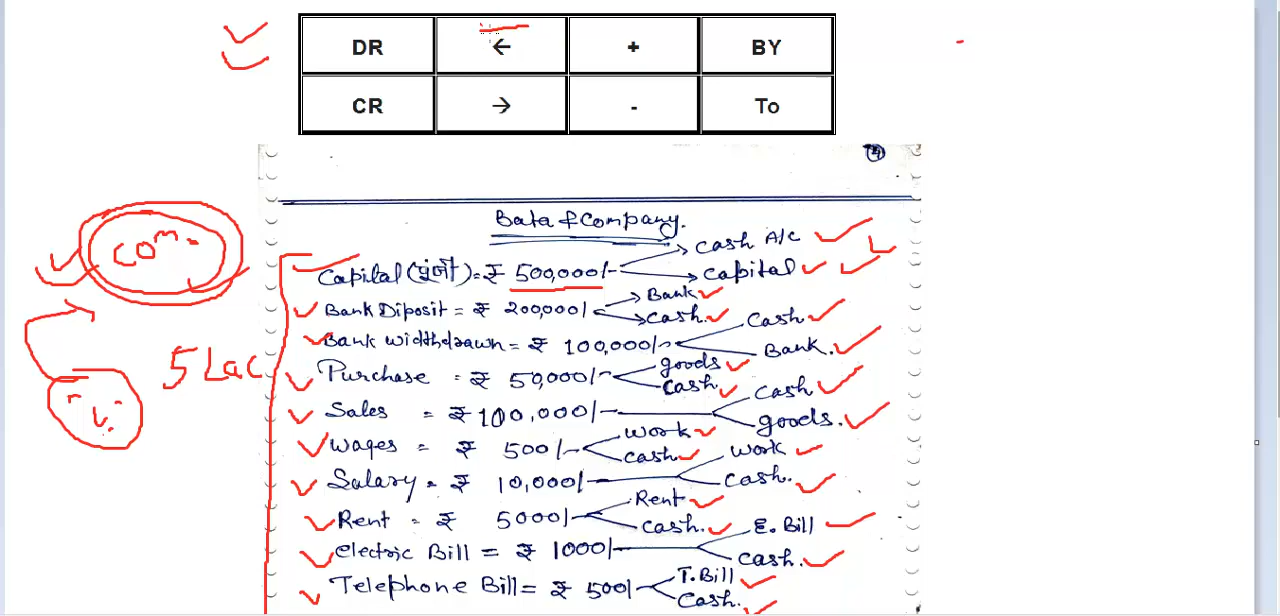 DR ← + BY
CR → - To
4
Bata & Company.
Capital (पूंजी) = ₹ 500,000/- → Cash A/c
→ Capital
Bank Diposit = ₹ 200,000/- → Bank
→ Cash.
Bank Widthdrawn = ₹ 100,000/- Cash
Bank.
Purchase = ₹ 50,000/- goods
Cash
Sales = ₹ 100,000/- Cash
goods.
Wages = ₹ 500/- Work
Cash
Salary = ₹ 10,000/- Work
Cash.
Rent = ₹ 5000/- Rent
Cash.
Electric Bill = ₹ 1000/- E. Bill
Cash.
Telephone Bill = ₹ 500/- T. Bill
Cash.
com.
5 Lac